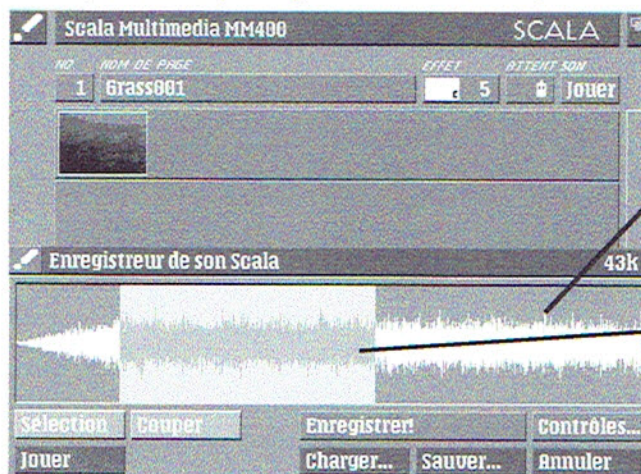 Scala Multimedia MM400 SCALA
NO NOM DE PAGE EFFET ATTENT SON
1 Grass001 5 Jouer
Enregistreur de son Scala 43k
Sélection Couper Enregistrer! Contrôles...
Jouer Charger... Sauver... Annuler